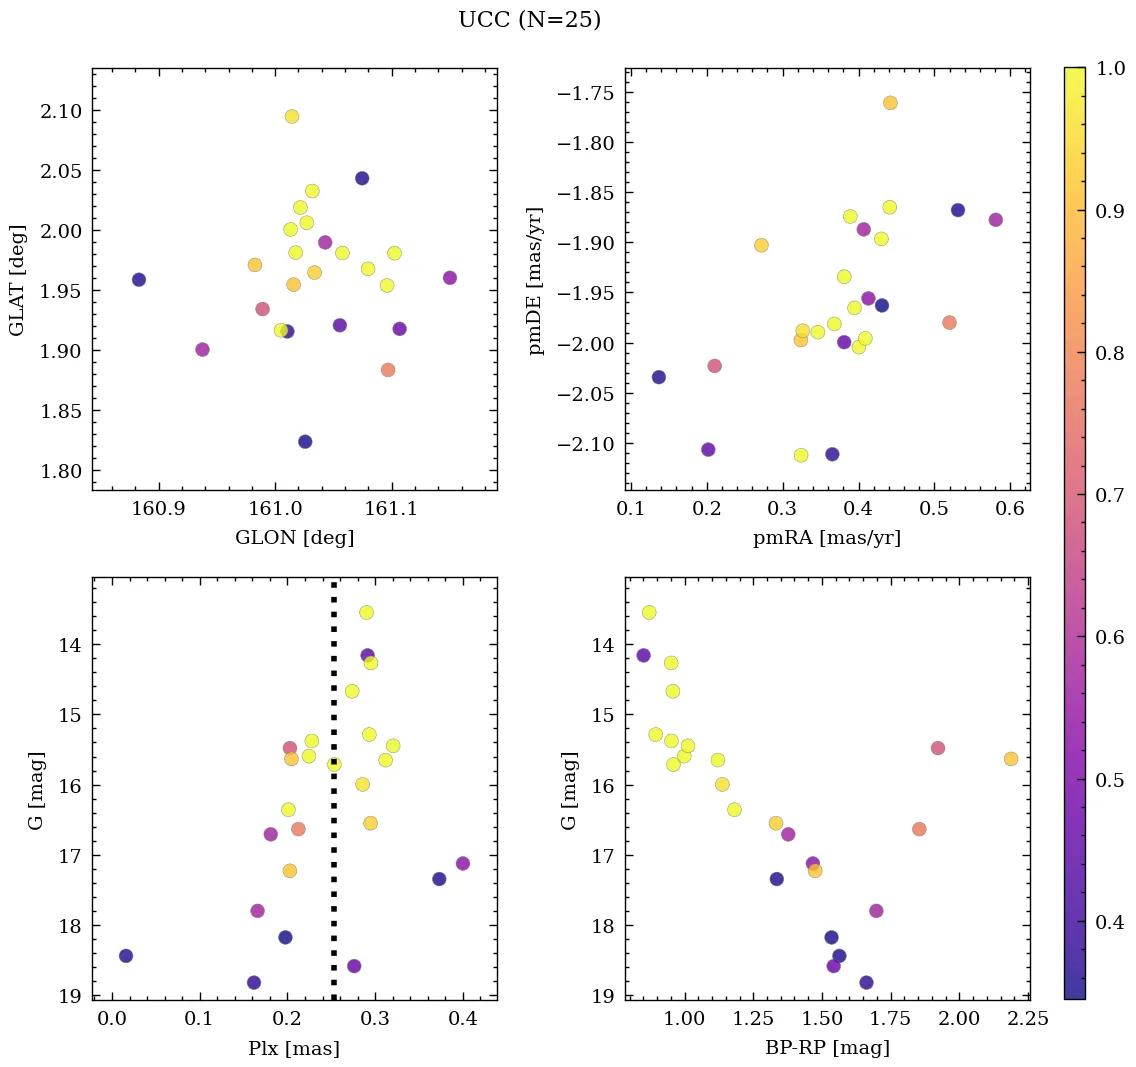 UCC (N=25)
2.10
2.05
2.00
1.95
1.90
1.85
1.80
GLAT [deg]
160.9 161.0 161.1
GLON [deg]
−1.75
−1.80
−1.85
−1.90
−1.95
−2.00
−2.05
−2.10
pmDE [mas/yr]
0.1 0.2 0.3 0.4 0.5 0.6
pmRA [mas/yr]
1.0
0.9
0.8
0.7
0.6
0.5
0.4
14
15
16
17
18
19
G [mag]
0.0 0.1 0.2 0.3 0.4
Plx [mas]
14
15
16
17
18
19
G [mag]
1.00 1.25 1.50 1.75 2.00 2.25
BP-RP [mag]